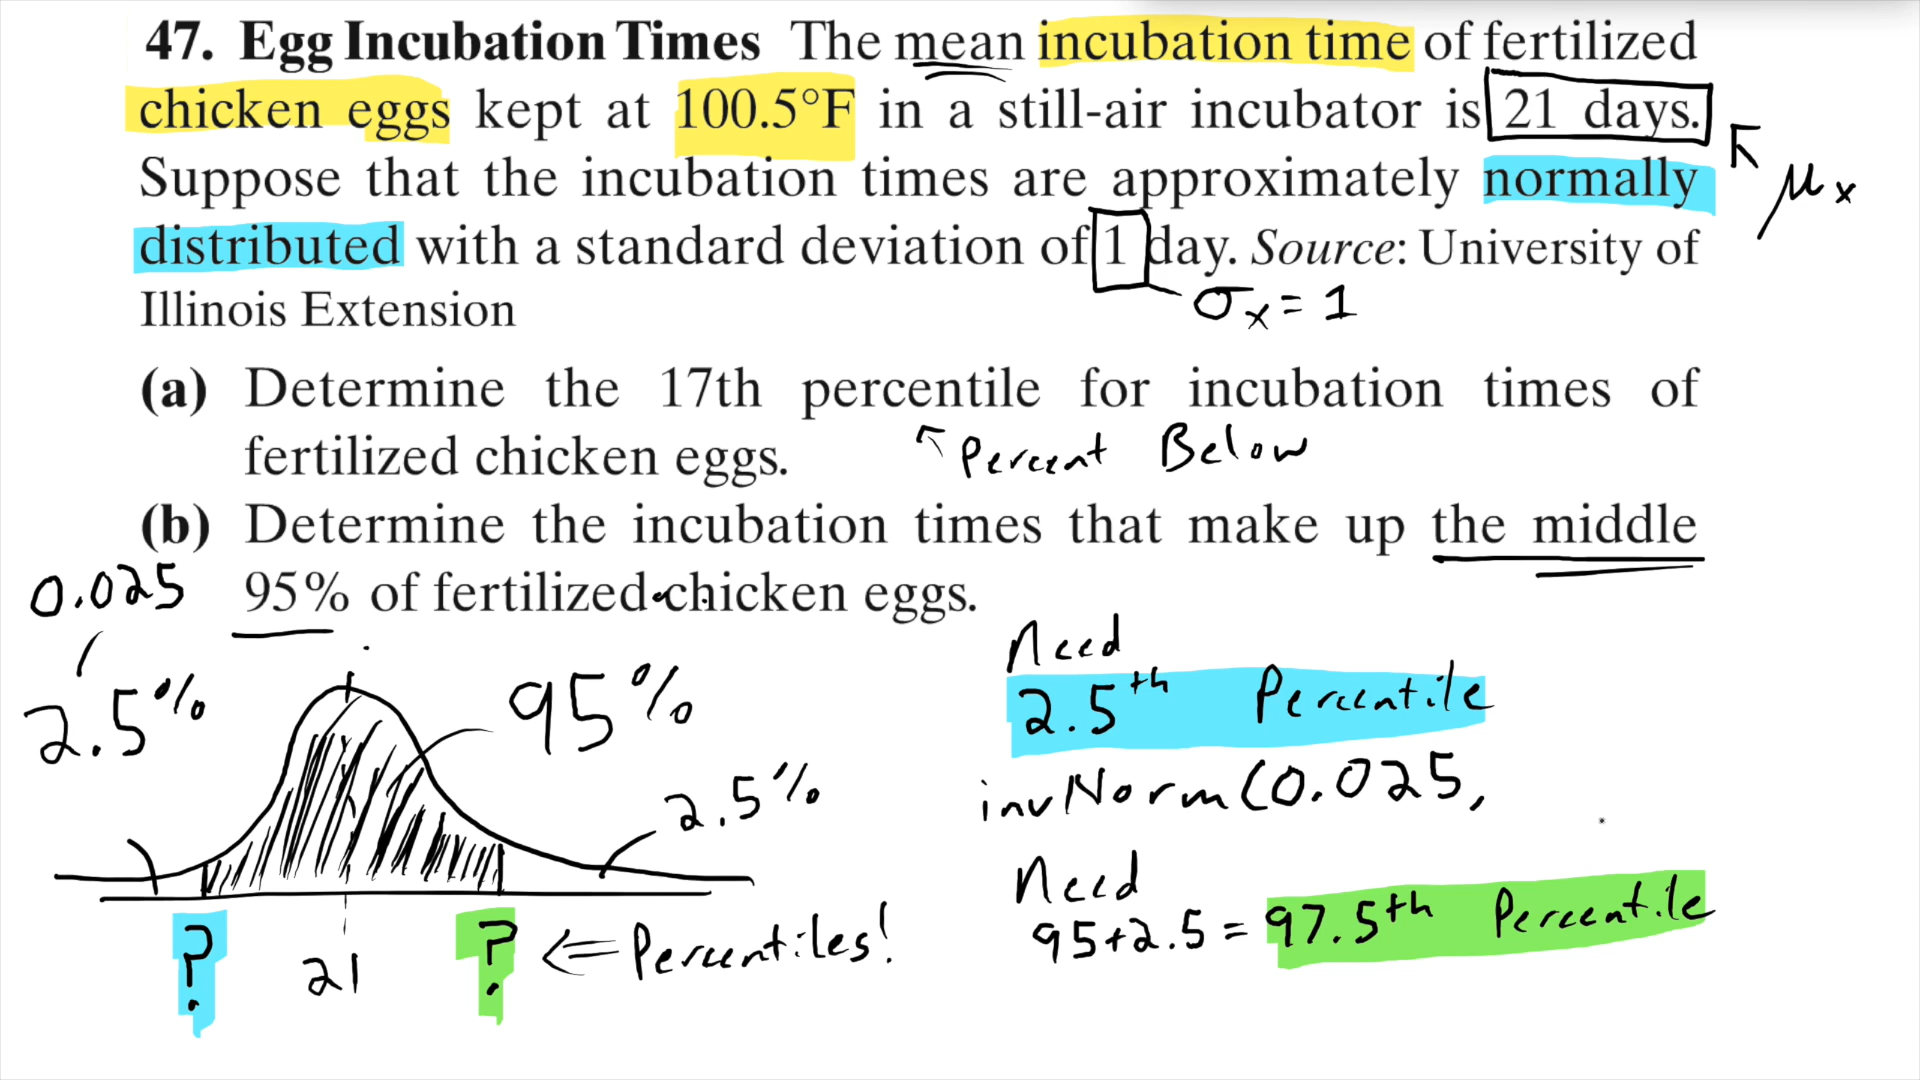 47. Egg Incubation Times The mean incubation time of fertilized
chicken eggs kept at 100.5°F in a still-air incubator is 21 days.
Suppose that the incubation times are approximately normally
μx
distributed with a standard deviation of 1 day. Source: University of
Illinois Extension
σx = 1
(a) Determine the 17th percentile for incubation times of
fertilized chicken eggs.
Percent Below
(b) Determine the incubation times that make up the middle
95% of fertilized chicken eggs.
0.025
2.5%
95%
2.5%
? 21 ? ⇐ Percentiles!
Need
2.5th Percentile
invNorm(0.025,
Need
95+2.5 = 97.5th Percentile